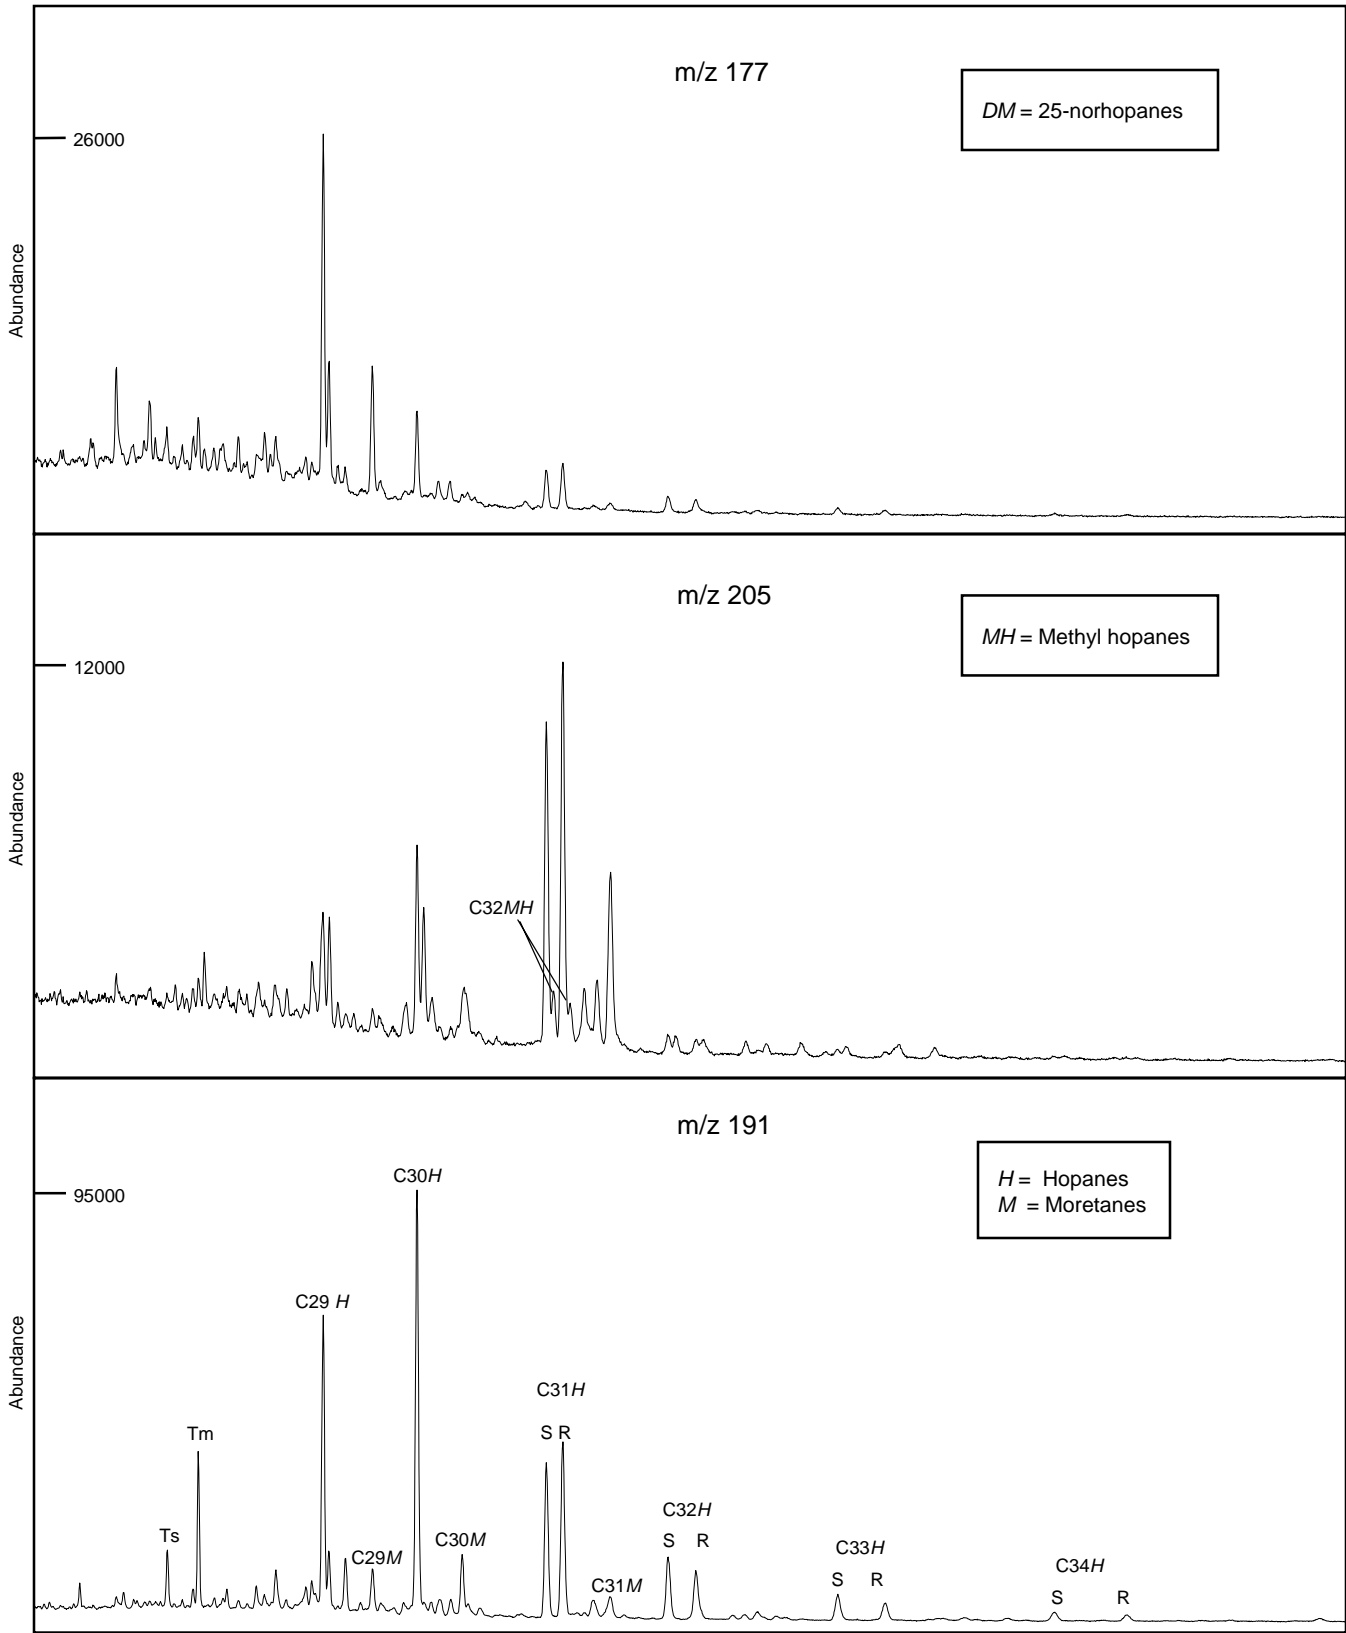 m/z 177
DM = 25-norhopanes
26000
Abundance
m/z 205
MH = Methyl hopanes
12000
Abundance
C32MH
m/z 191
H = Hopanes
M = Moretanes
95000
Abundance
C30H
C29 H
C31H
S R
Tm
Ts
C29M
C30M
C31M
C32H
S R
C33H
S R
C34H
S R